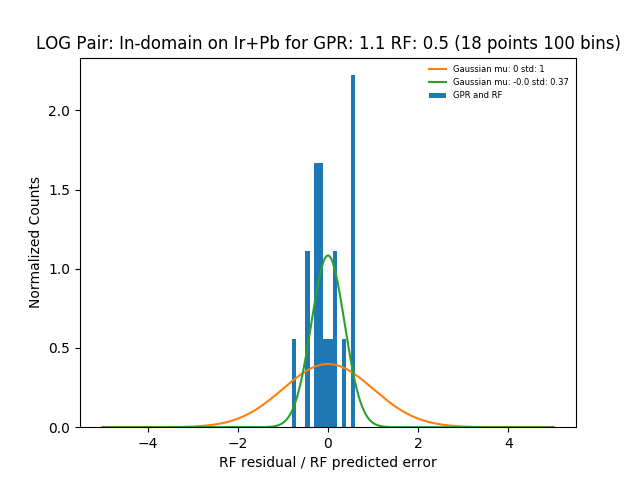 LOG Pair: In-domain on Ir+Pb for GPR: 1.1 RF: 0.5 (18 points 100 bins)
Gaussian mu: 0 std: 1
Gaussian mu: -0.0 std: 0.37
GPR and RF
Normalized Counts
2.0
1.5
1.0
0.5
0.0
−4
−2
0
2
4
RF residual / RF predicted error